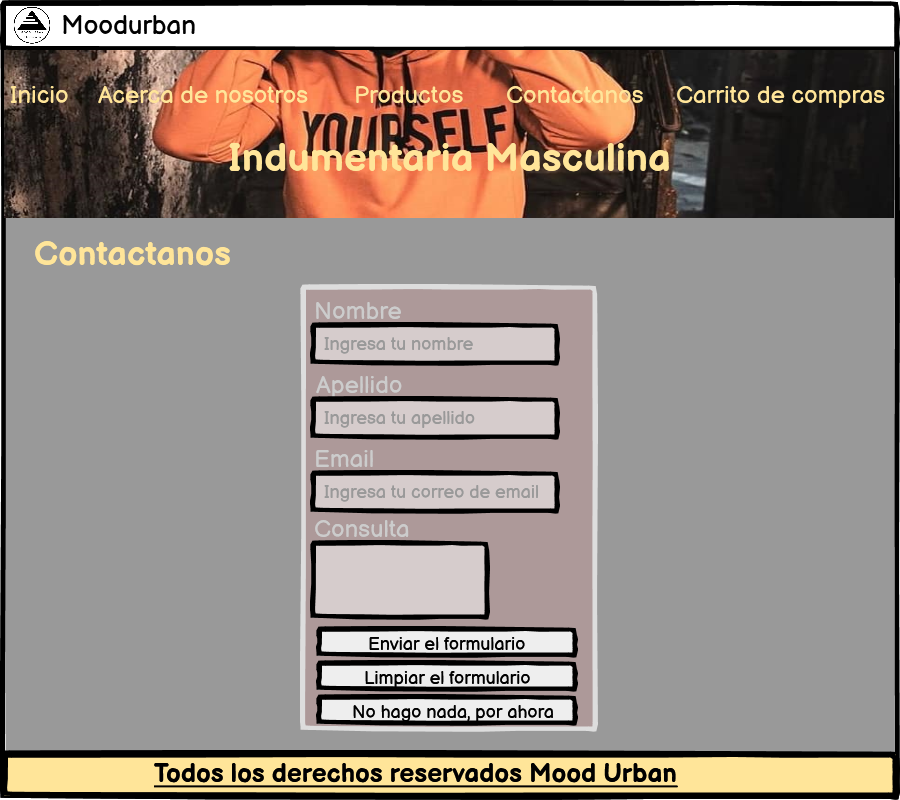 Moodurban
Inicio Acerca de nosotros Productos Contactanos Carrito de compras
YOURSELF
Indumentaria Masculina
Contactanos
Nombre
Ingresa tu nombre
Apellido
Ingresa tu apellido
Email
Ingresa tu correo de email
Consulta
Enviar el formulario
Limpiar el formulario
No hago nada, por ahora
Todos los derechos reservados Mood Urban